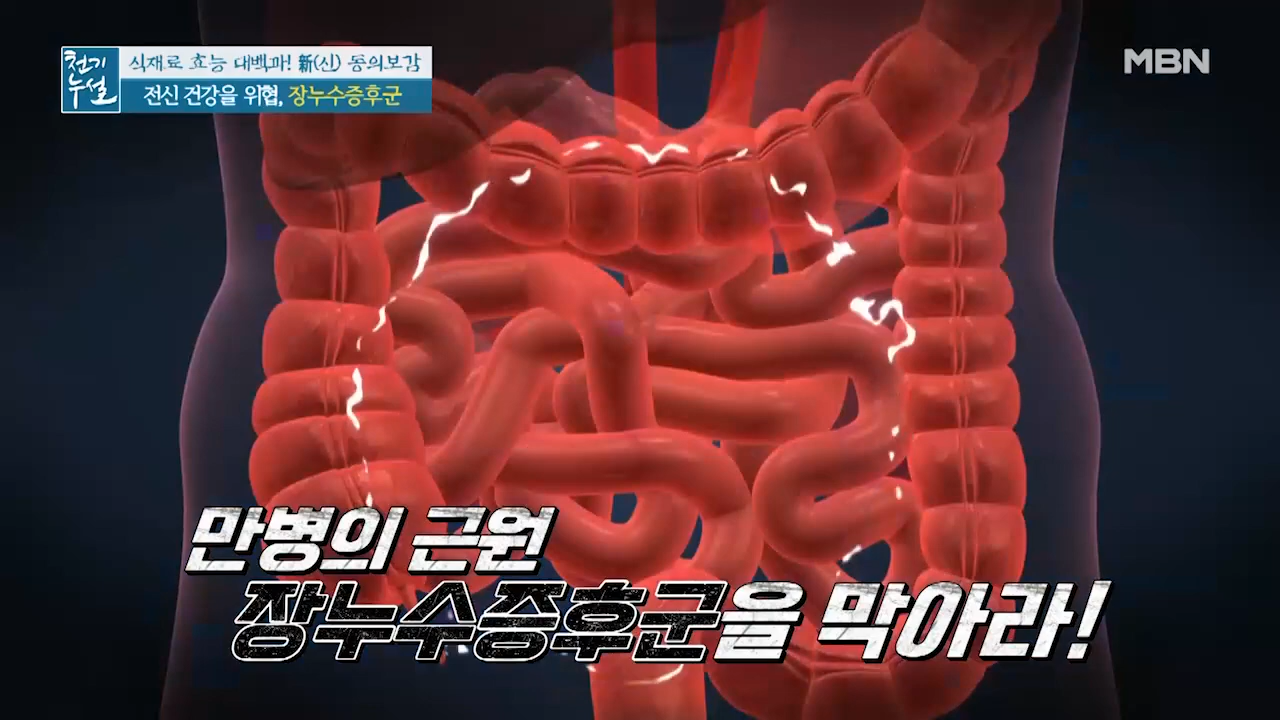 천기누설
식재료 효능 대백과! 新(신) 동의보감
전신 건강을 위협, 장누수증후군
MBN
만병의 근원
장누수증후군을 막아라!